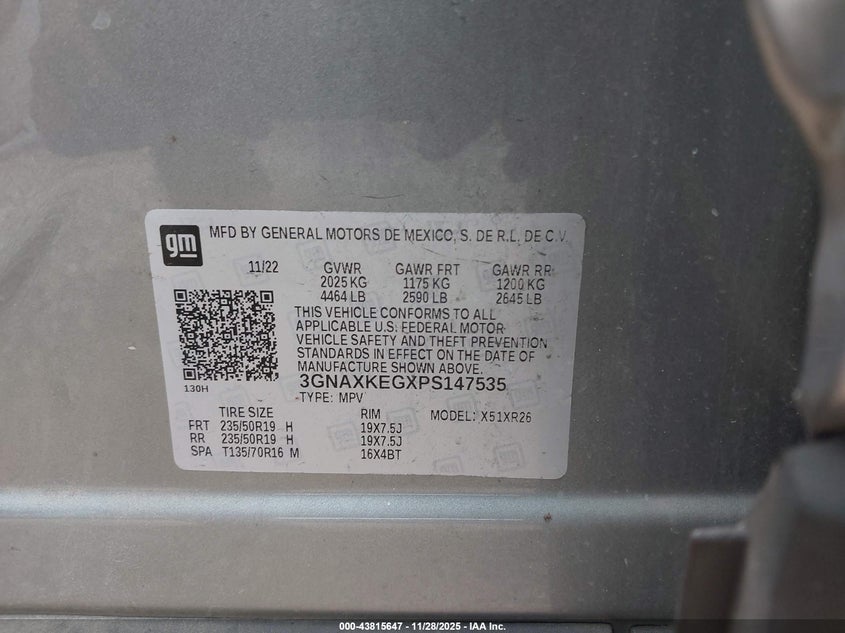 gm
MFD BY GENERAL MOTORS DE MEXICO, S. DE R.L. DE C.V.
11/22 GVWR GAWR FRT GAWR RR
2025 KG 1175 KG 1200 KG
4464 LB 2590 LB 2645 LB
THIS VEHICLE CONFORMS TO ALL
APPLICABLE U.S. FEDERAL MOTOR
VEHICLE SAFETY AND THEFT PREVENTION
STANDARDS IN EFFECT ON THE DATE OF
MANUFACTURE SHOWN ABOVE.
130H
3GNAXKEGXPS147535
TYPE: MPV
TIRE SIZE RIM MODEL: X51XR26
FRT 235/50R19 H 19X7.5J
RR 235/50R19 H 19X7.5J
SPA T135/70R16 M 16X4BT
000-43815647 - 11/28/2025 - IAA Inc.